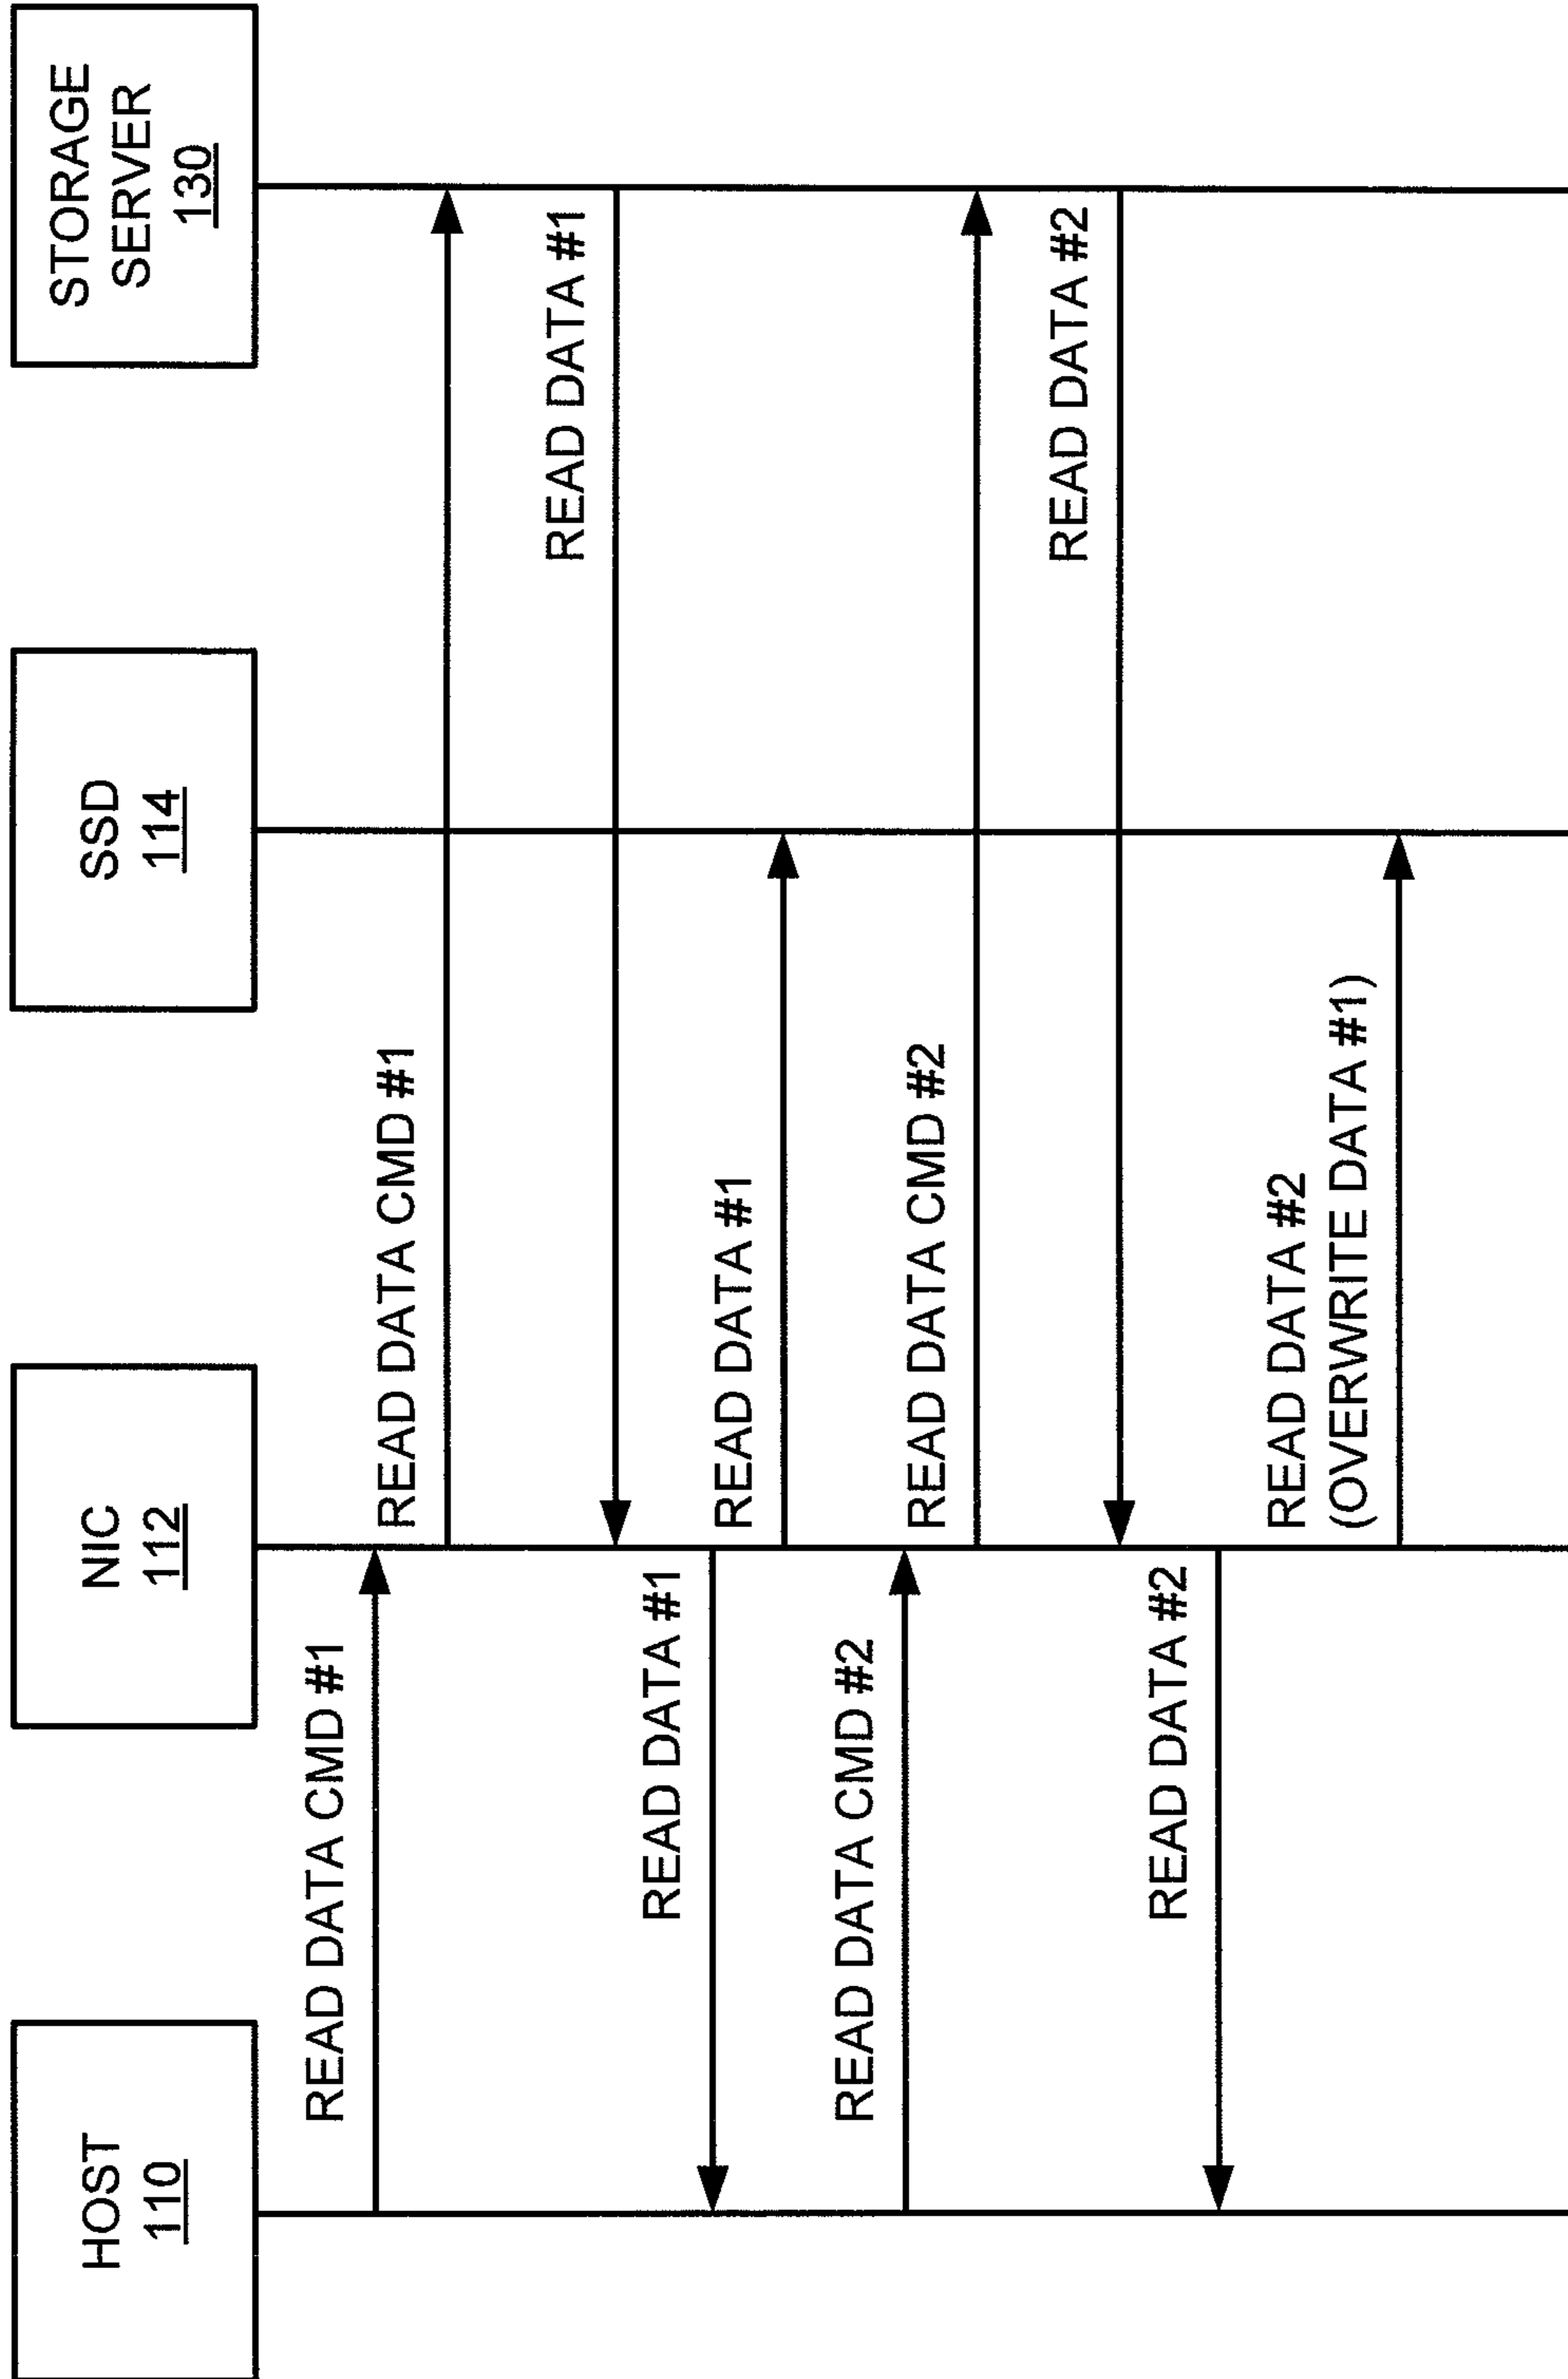 HOST
110
NIC
112
SSD
114
STORAGE
SERVER
130
READ DATA CMD #1
READ DATA CMD #1
READ DATA #1
READ DATA #1
READ DATA #1
READ DATA CMD #2
READ DATA CMD #2
READ DATA #2
READ DATA #2
READ DATA #2
(OVERWRITE DATA #1)